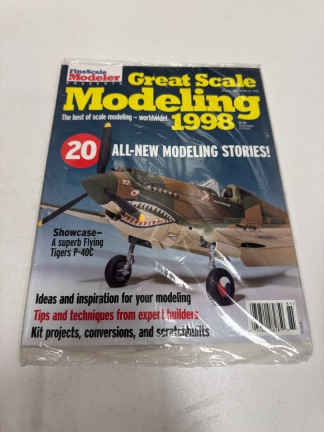 FineScale
Modeler
PRESENTS
Great Scale
Modeling
The best of scale modeling – worldwide!
1998
20
ALL-NEW MODELING STORIES!
Showcase–
A superb Flying
Tigers P-40C
Ideas and inspiration for your modeling
Tips and techniques from expert builders
Kit projects, conversions, and scratchbuilts